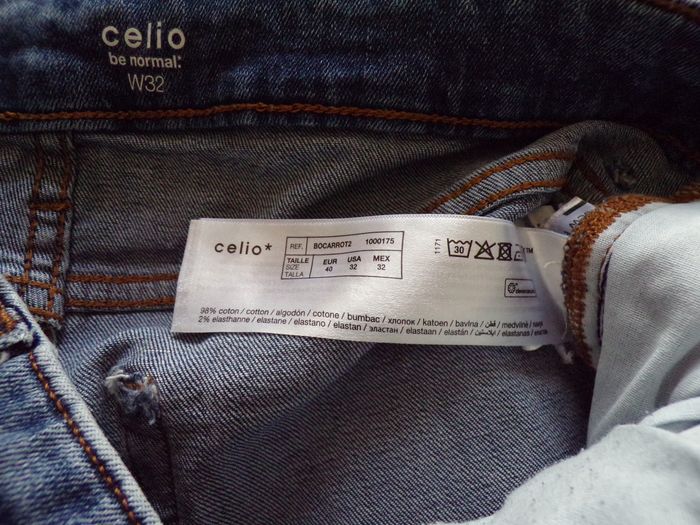 celio
be normal:
W32
celio*
REF. BOCARROT2 1000175
TAILLE SIZE TALLA EUR 40 USA 32 MEX 32
1171
30
98% coton / cotton / algodón / cotone / bumbac / хлопок / katoen / bavlna / قطن / medvilnė /
2% elasthanne / elastane / elastano / elastan / эластан / elastaan / elastán / ايلاستين / elastanas /